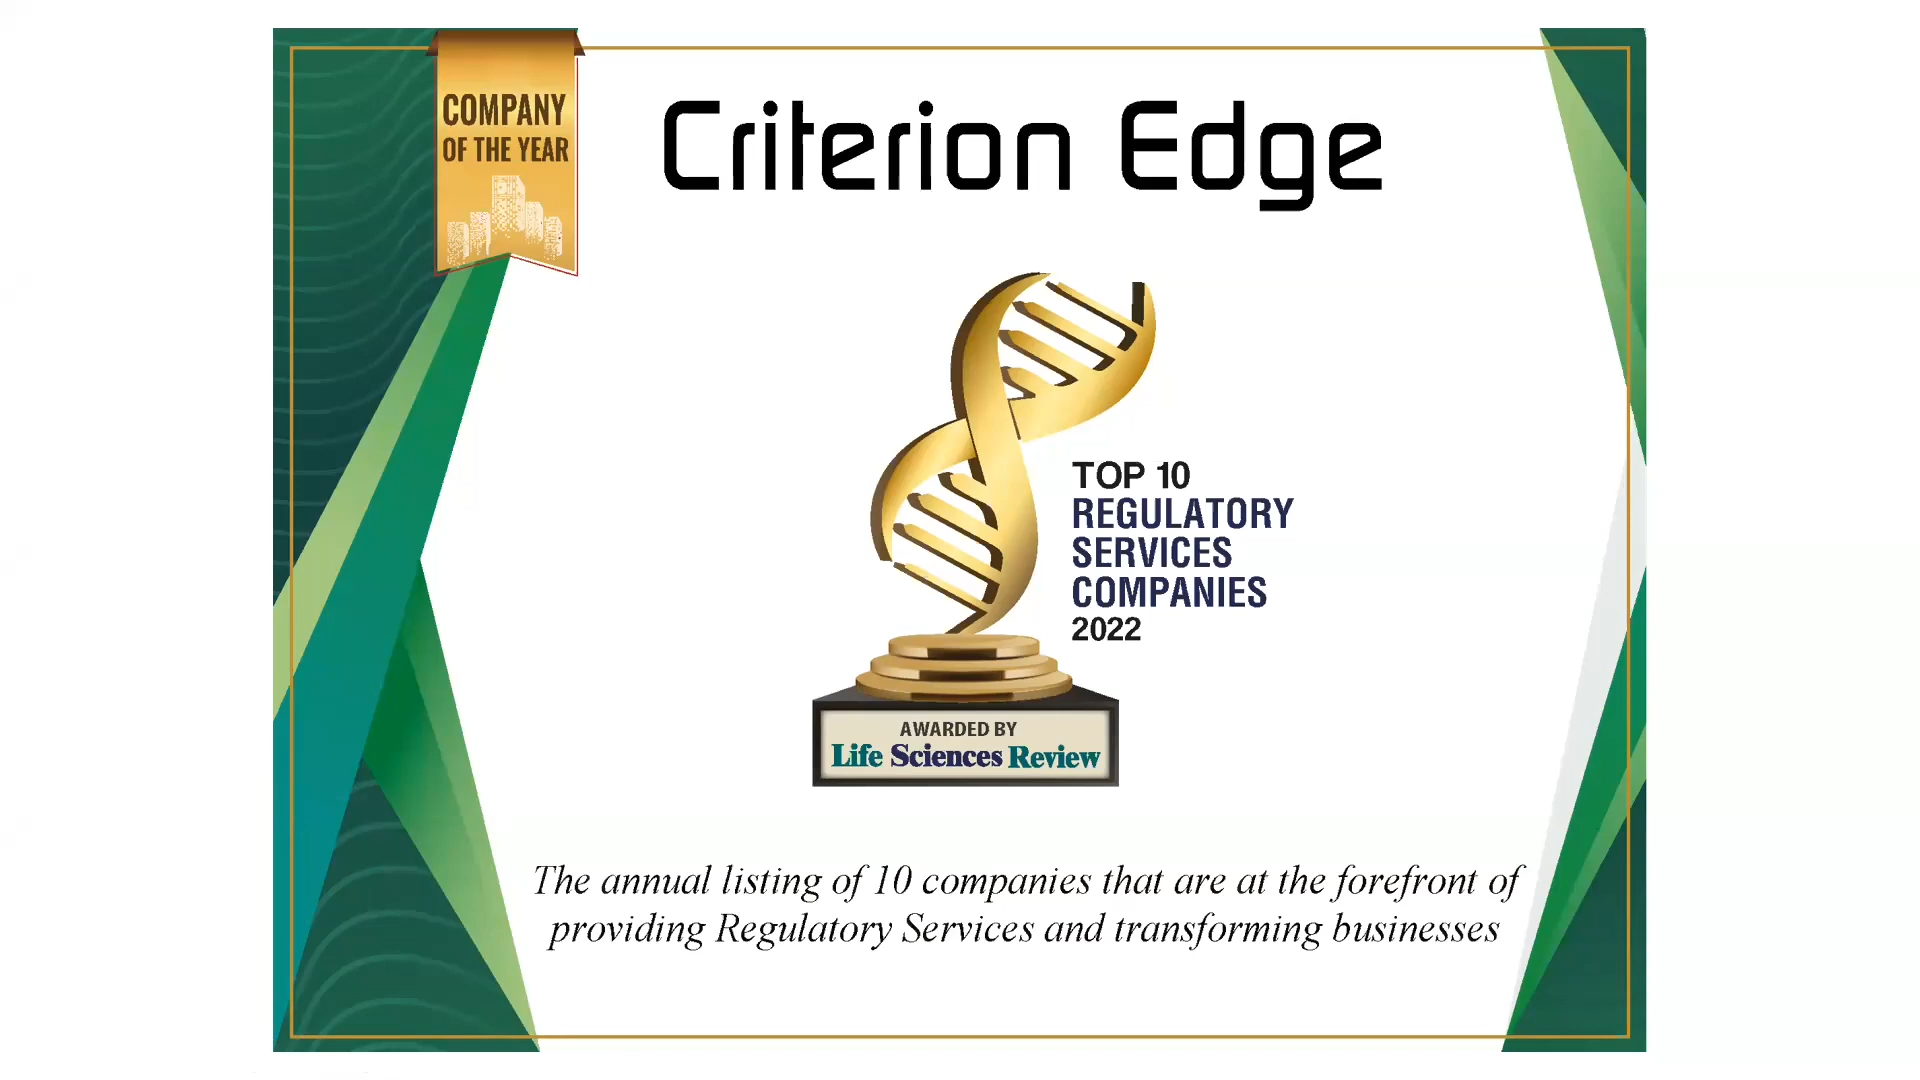 COMPANY
OF THE YEAR
Criterion Edge
TOP 10
REGULATORY
SERVICES
COMPANIES
2022
AWARDED BY
Life Sciences Review
The annual listing of 10 companies that are at the forefront of
providing Regulatory Services and transforming businesses